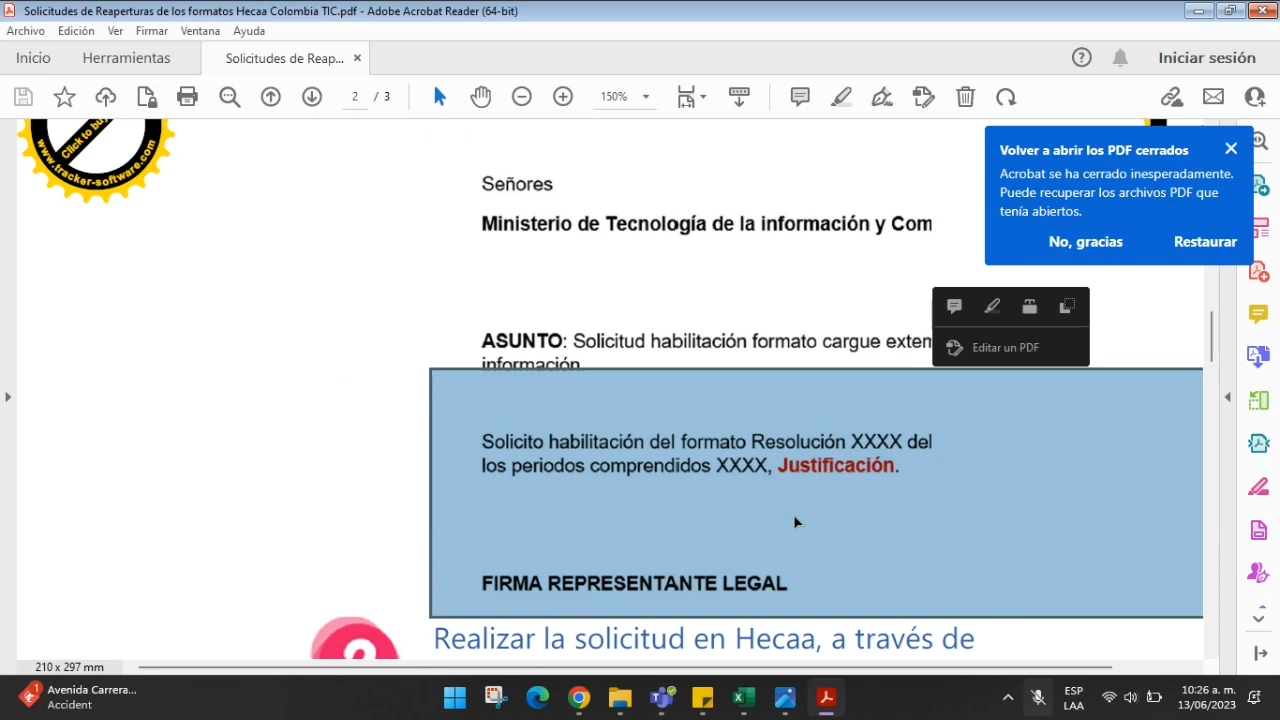 Solicitudes de Reaperturas de los formatos Hecaa Colombia TIC.pdf - Adobe Acrobat Reader (64-bit)
Archivo Edición Ver Firmar Ventana Ayuda
Inicio Herramientas Solicitudes de Reap... Iniciar sesión
2 / 3 150%
Click to buy
www.tracker-software.com
Volver a abrir los PDF cerrados
Acrobat se ha cerrado inesperadamente.
Puede recuperar los archivos PDF que
tenía abiertos.
No, gracias Restaurar
Señores
Ministerio de Tecnología de la información y Com
ASUNTO: Solicitud habilitación formato cargue exten
información.
Editar un PDF
Solicito habilitación del formato Resolución XXXX del
los periodos comprendidos XXXX, Justificación.
FIRMA REPRESENTANTE LEGAL
Realizar la solicitud en Hecaa, a través de
210 x 297 mm
1 Avenida Carrera...
Accident
ESP
LAA
10:26 a. m.
13/06/2023